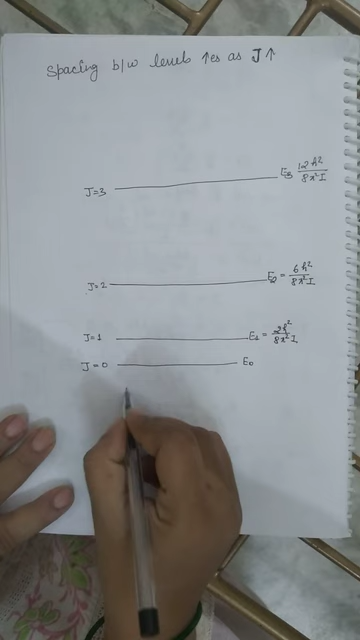 Spacing b/w levels ↑es as J↑
J=3 E3 12h²/8π²I
J=2 E2 = 6h²/8π²I
J=1 E1 = 2h²/8π²I
J=0 E0